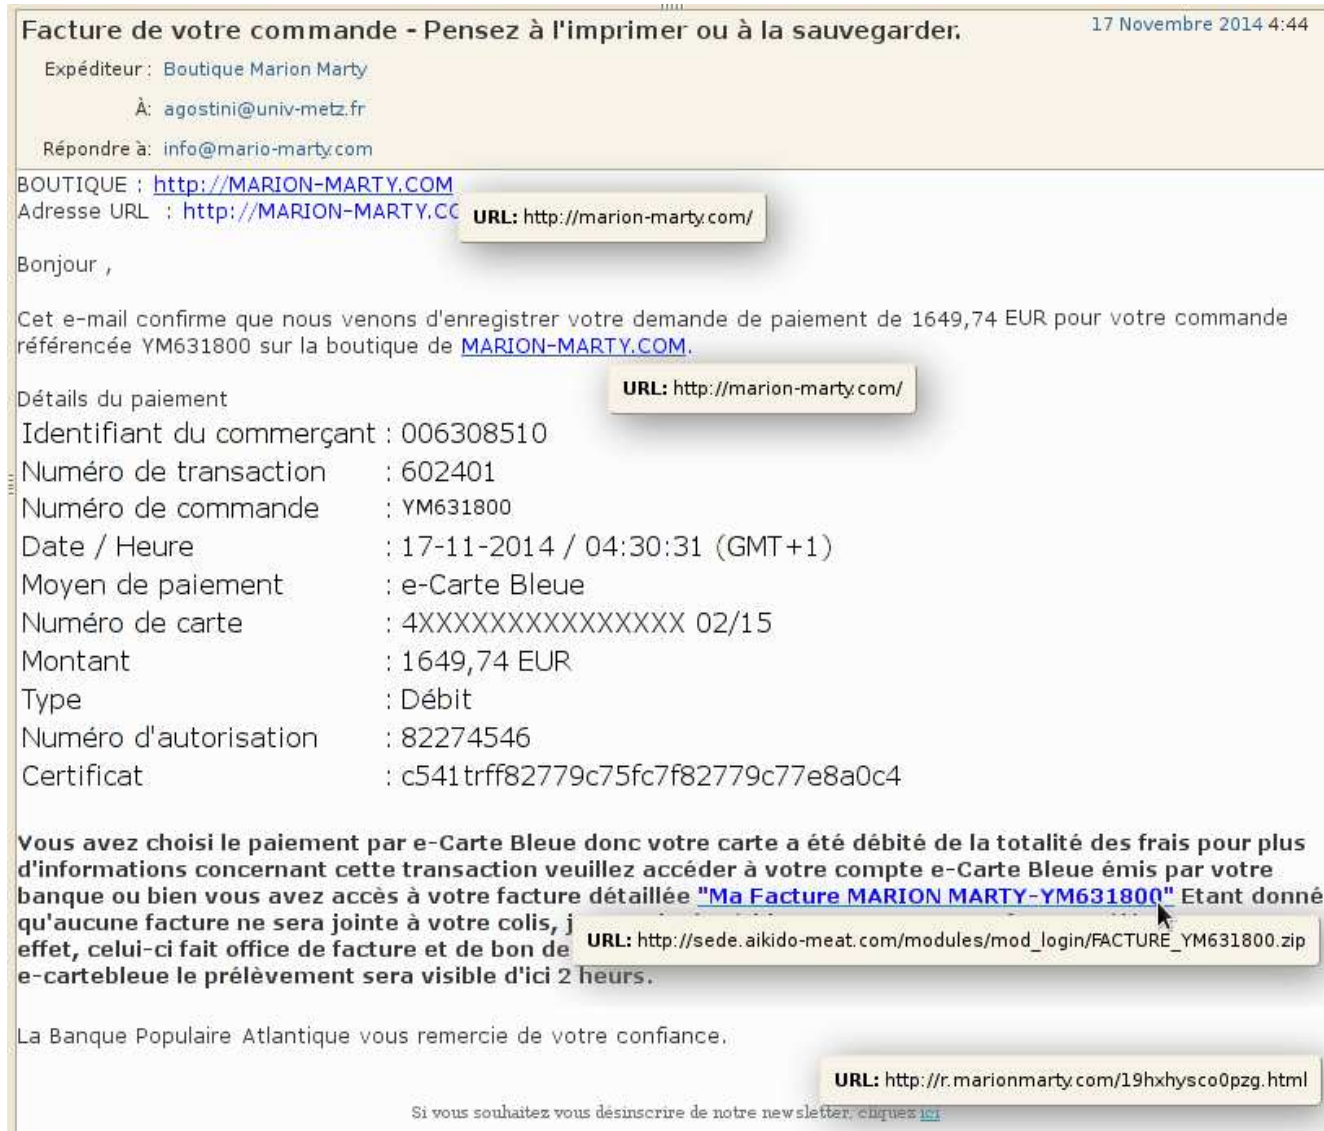 Facture de votre commande - Pensez à l'imprimer ou à la sauvegarder. 17 Novembre 2014 4:44
Expéditeur : Boutique Marion Marty
À: agostini@univ-metz.fr
Répondre à: info@mario-marty.com
BOUTIQUE : http://MARION-MARTY.COM
Adresse URL : http://MARION-MARTY.CO
URL: http://marion-marty.com/
Bonjour ,
Cet e-mail confirme que nous venons d'enregistrer votre demande de paiement de 1649,74 EUR pour votre commande
référencée YM631800 sur la boutique de MARION-MARTY.COM.
URL: http://marion-marty.com/
Détails du paiement
Identifiant du commerçant : 006308510
Numéro de transaction : 602401
Numéro de commande : YM631800
Date / Heure : 17-11-2014 / 04:30:31 (GMT+1)
Moyen de paiement : e-Carte Bleue
Numéro de carte : 4XXXXXXXXXXXXXXX 02/15
Montant : 1649,74 EUR
Type : Débit
Numéro d'autorisation : 82274546
Certificat : c541trff82779c75fc7f82779c77e8a0c4
Vous avez choisi le paiement par e-Carte Bleue donc votre carte a été débité de la totalité des frais pour plus
d'informations concernant cette transaction veuillez accéder à votre compte e-Carte Bleue émis par votre
banque ou bien vous avez accès à votre facture détaillée "Ma Facture MARION MARTY-YM631800" Etant donné
qu'aucune facture ne sera jointe à votre colis,
effet, celui-ci fait office de facture et de bon de
URL: http://sede.aikido-meat.com/modules/mod_login/FACTURE_YM631800.zip
e-cartebleue le prélèvement sera visible d'ici 2 heurs.
La Banque Populaire Atlantique vous remercie de votre confiance.
URL: http://r.marionmarty.com/19hxhysco0pzg.html
Si vous souhaitez vous désinscrire de notre newsletter, cliquez ici